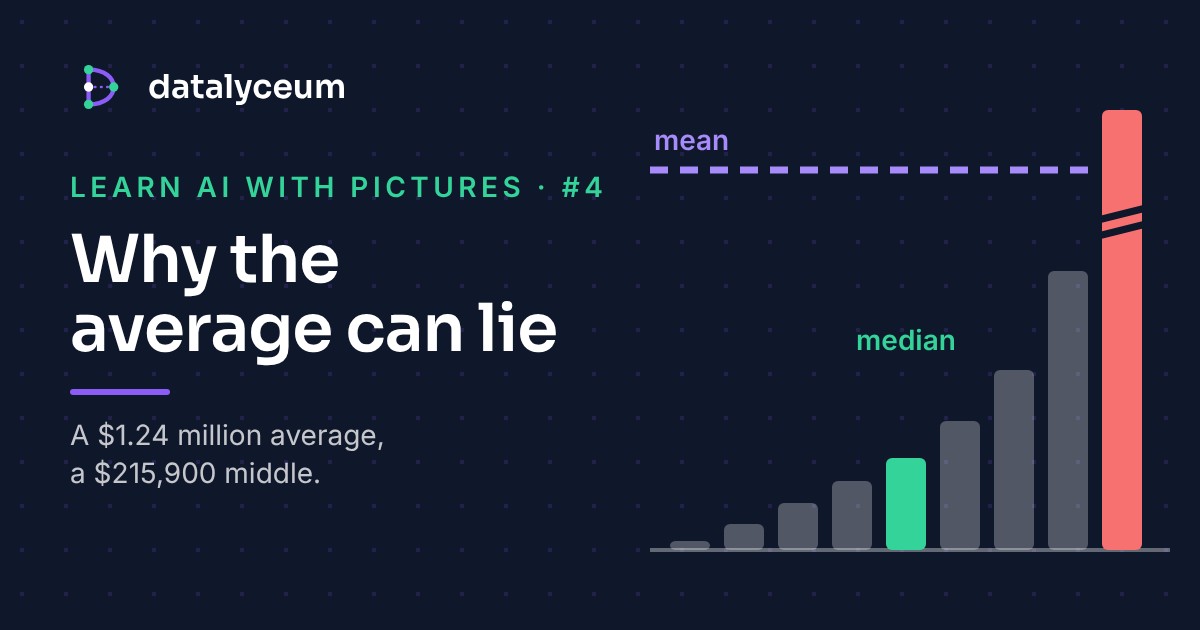 datalyceum
LEARN AI WITH PICTURES · #4
Why the
average can lie
A $1.24 million average,
a $215,900 middle.
mean
median